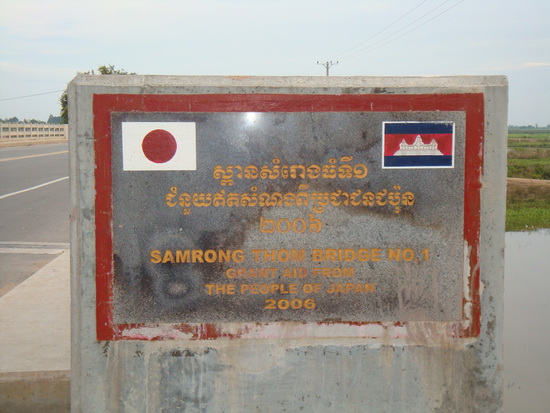 ស្ពានសំរោងធំទី១
ជំនួយឥតសំណងពីប្រជាជនជប៉ុន
២០០៦
SAMRONG THOM BRIDGE NO.1
GRANT AID FROM
THE PEOPLE OF JAPAN
2006